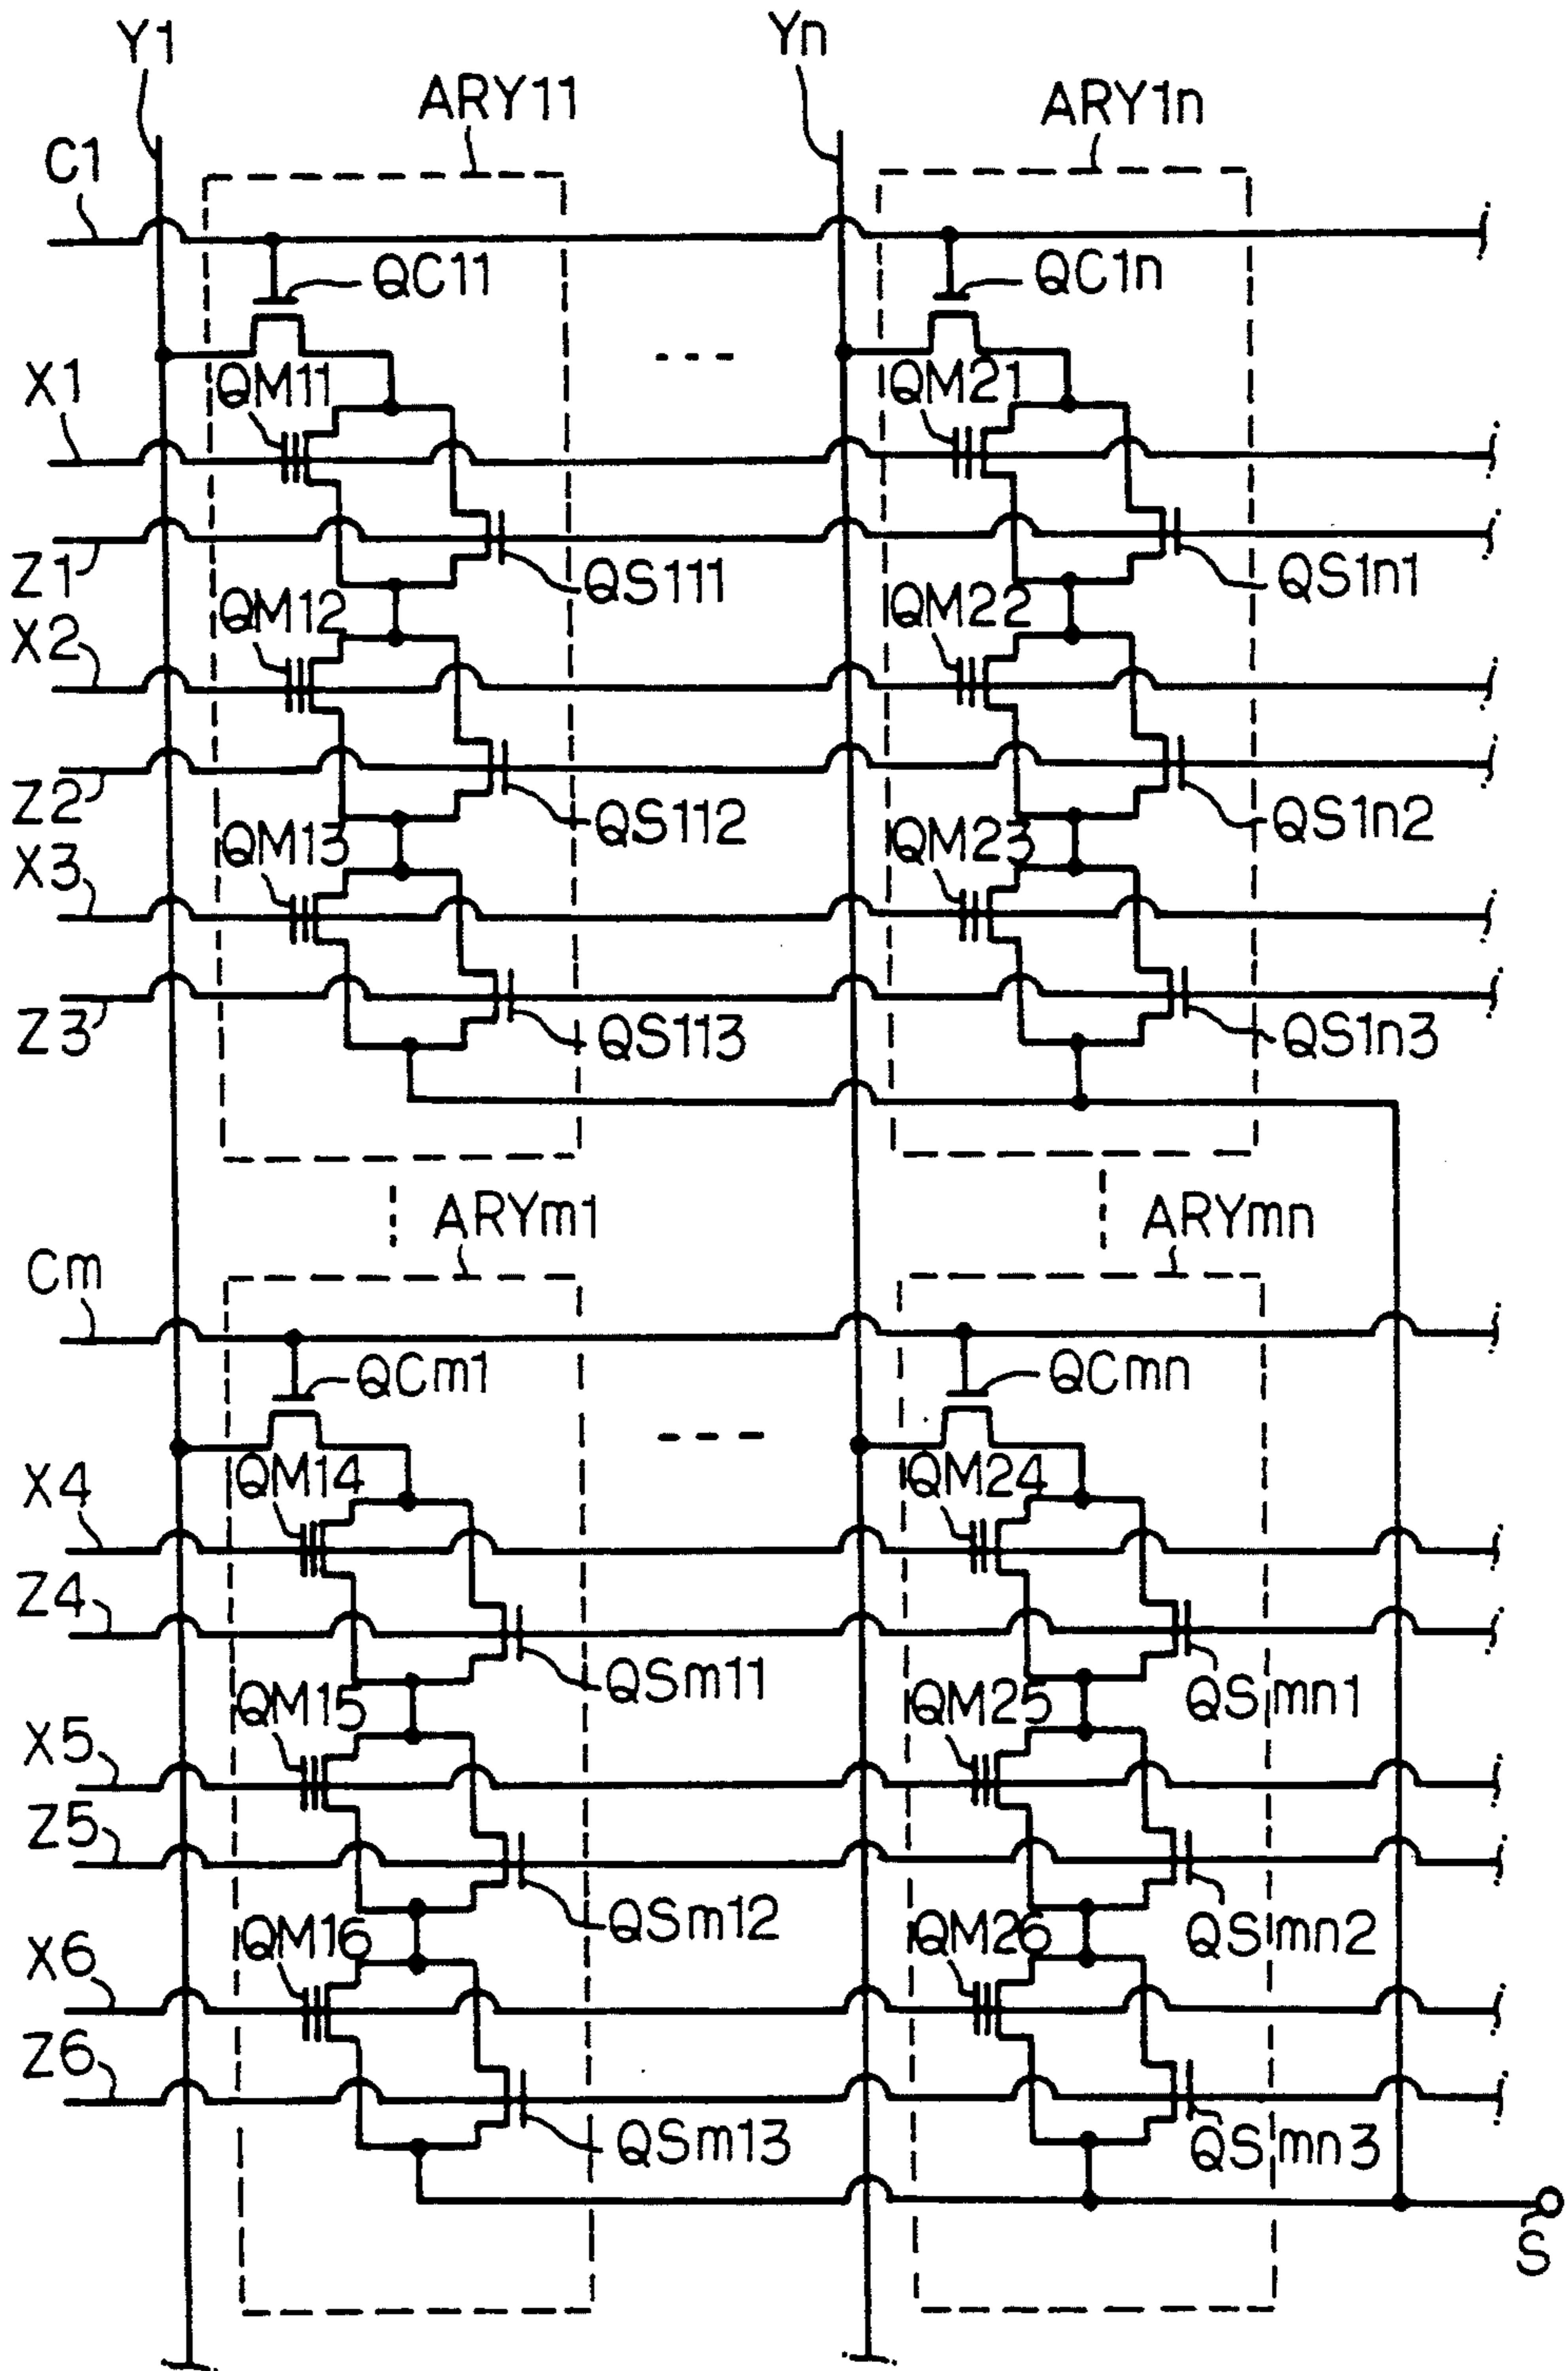 Y1
Yn
ARY11
ARY1n
C1
QC11
QC1n
X1
QM11
QM21
Z1
QS111
QS1n1
X2
QM12
QM22
Z2
QS112
QS1n2
X3
QM13
QM23
Z3
QS113
QS1n3
ARYm1
ARYmn
Cm
QCm1
QCmn
X4
QM14
QM24
Z4
QSm11
QSmn1
X5
QM15
QM25
Z5
QSm12
QSmn2
X6
QM16
QM26
Z6
QSm13
QSmn3
S